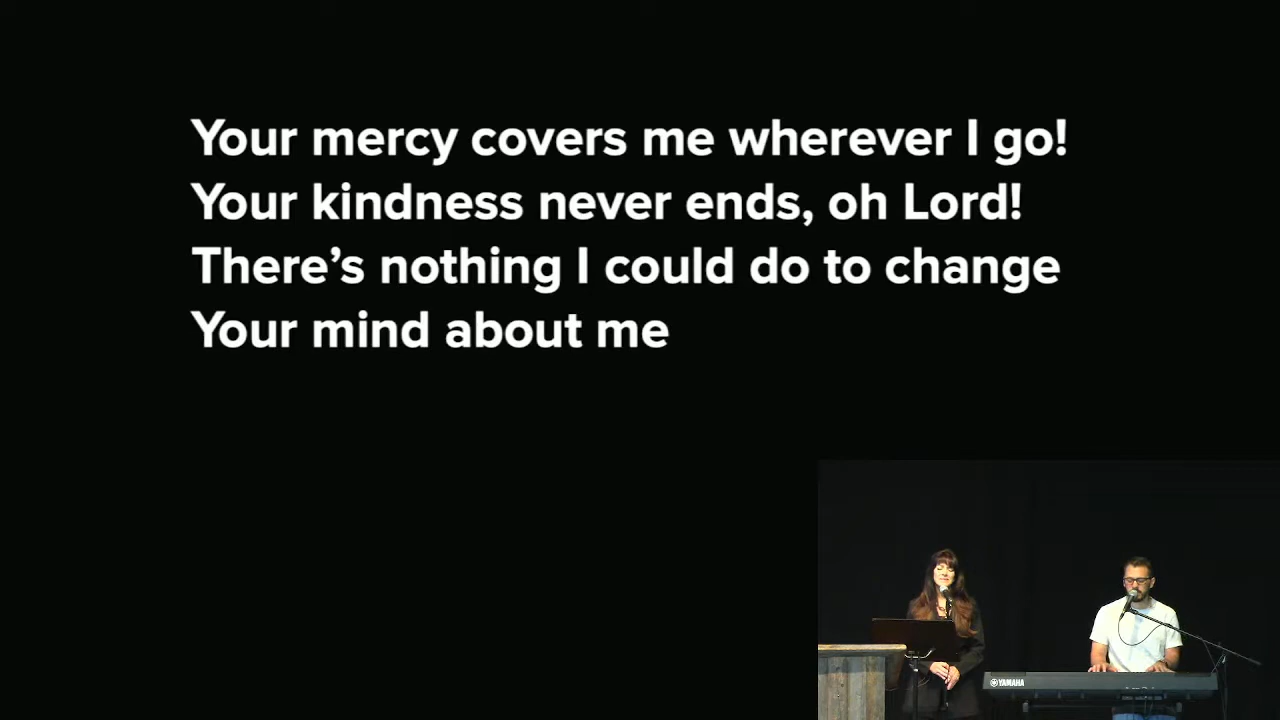 Your mercy covers me wherever I go!
Your kindness never ends, oh Lord!
There’s nothing I could do to change
Your mind about me
YAMAHA